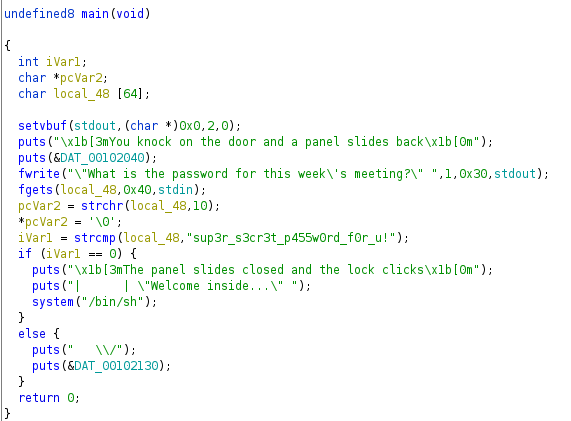 undefined8 main(void)
{
int iVar1;
char *pcVar2;
char local_48 [64];
setvbuf(stdout,(char *)0x0,2,0);
puts("\x1b[3mYou knock on the door and a panel slides back\x1b[0m");
puts(&DAT_00102040);
fwrite("\"What is the password for this week\'s meeting?\" ",1,0x30,stdout);
fgets(local_48,0x40,stdin);
pcVar2 = strchr(local_48,10);
*pcVar2 = '\0';
iVar1 = strcmp(local_48,"sup3r_s3cr3t_p455w0rd_f0r_u!");
if (iVar1 == 0) {
puts("\x1b[3mThe panel slides closed and the lock clicks\x1b[0m");
puts("|      | \"Welcome inside...\" ");
system("/bin/sh");
}
else {
puts("   \\/");
puts(&DAT_00102130);
}
return 0;
}